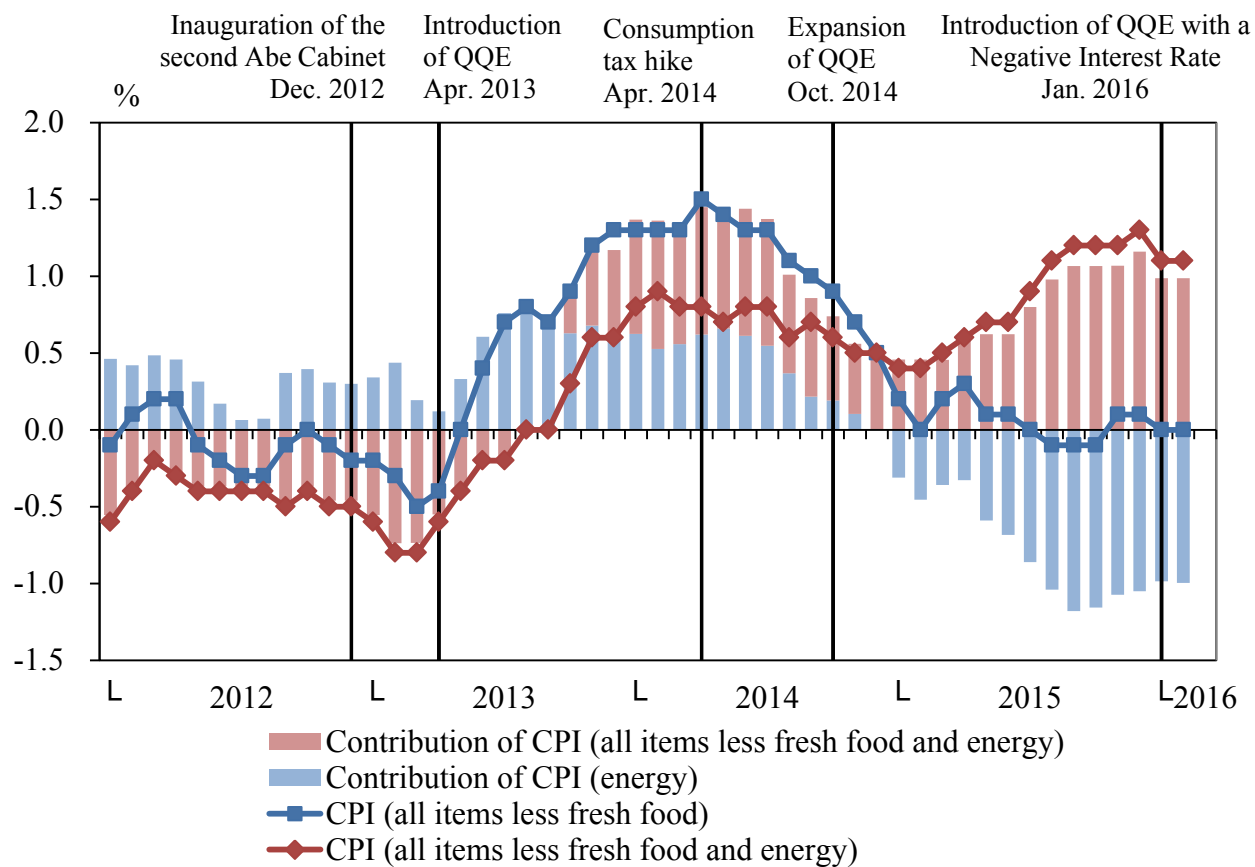 Inauguration of the
second Abe Cabinet
Dec. 2012
Introduction
of QQE
Apr. 2013
Consumption
tax hike
Apr. 2014
Expansion
of QQE
Oct. 2014
Introduction of QQE with a
Negative Interest Rate
Jan. 2016
%
2.0
1.5
1.0
0.5
0.0
-0.5
-1.0
-1.5
L 2012 L 2013 L 2014 L 2015 L 2016
Contribution of CPI (all items less fresh food and energy)
Contribution of CPI (energy)
CPI (all items less fresh food)
CPI (all items less fresh food and energy)